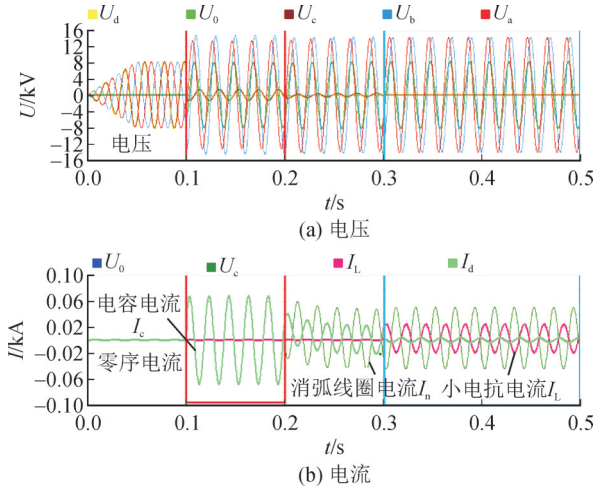 U_d U_0 U_c U_b U_a
U/kV
16
12
8
4
0
−4
−8
−12
−16
电压
0.0 0.1 0.2 0.3 0.4 0.5
t/s
(a) 电压
U_0 U_c I_L I_d
I/kA
0.10
0.06
0.02
−0.02
−0.06
−0.10
电容电流
I_c
零序电流
消弧线圈电流I_n 小电抗电流I_L
0.0 0.1 0.2 0.3 0.4 0.5
t/s
(b) 电流